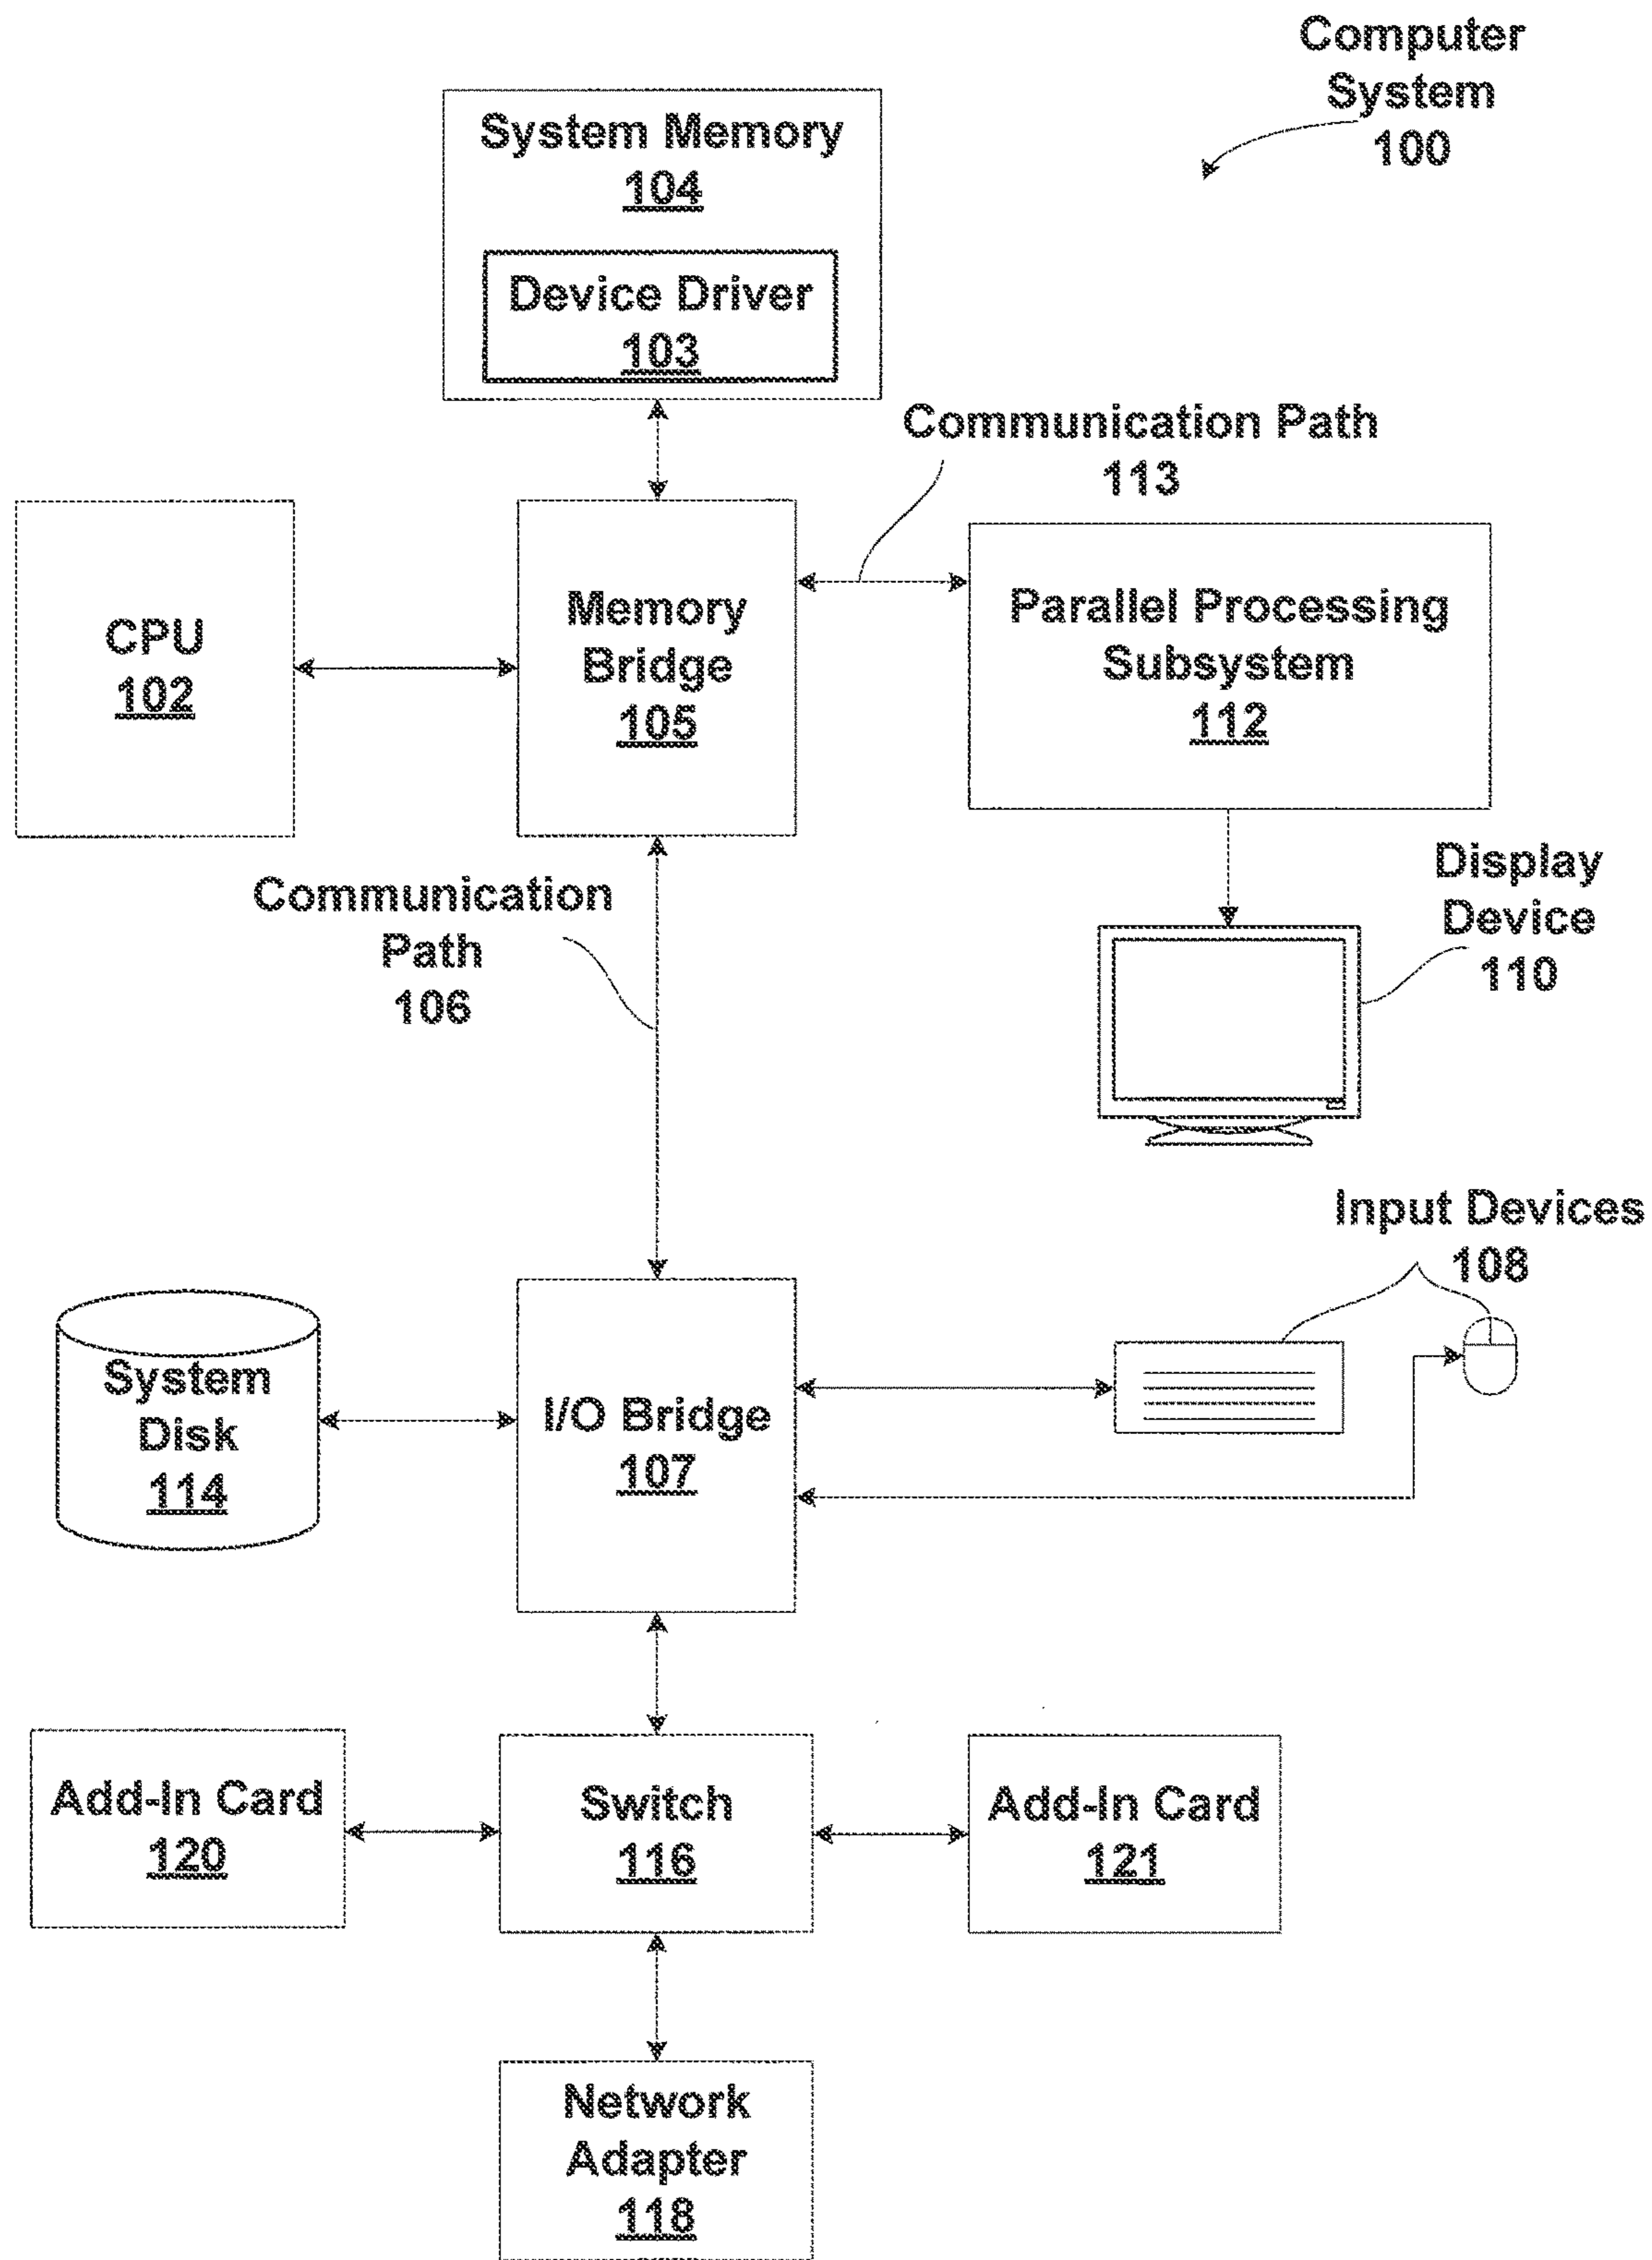 Computer
System
100
System Memory
104
Device Driver
103
Communication Path
113
CPU
102
Memory
Bridge
105
Parallel Processing
Subsystem
112
Communication
Path
106
Display
Device
110
Input Devices
108
System
Disk
114
I/O Bridge
107
Add-In Card
120
Switch
116
Add-In Card
121
Network
Adapter
118